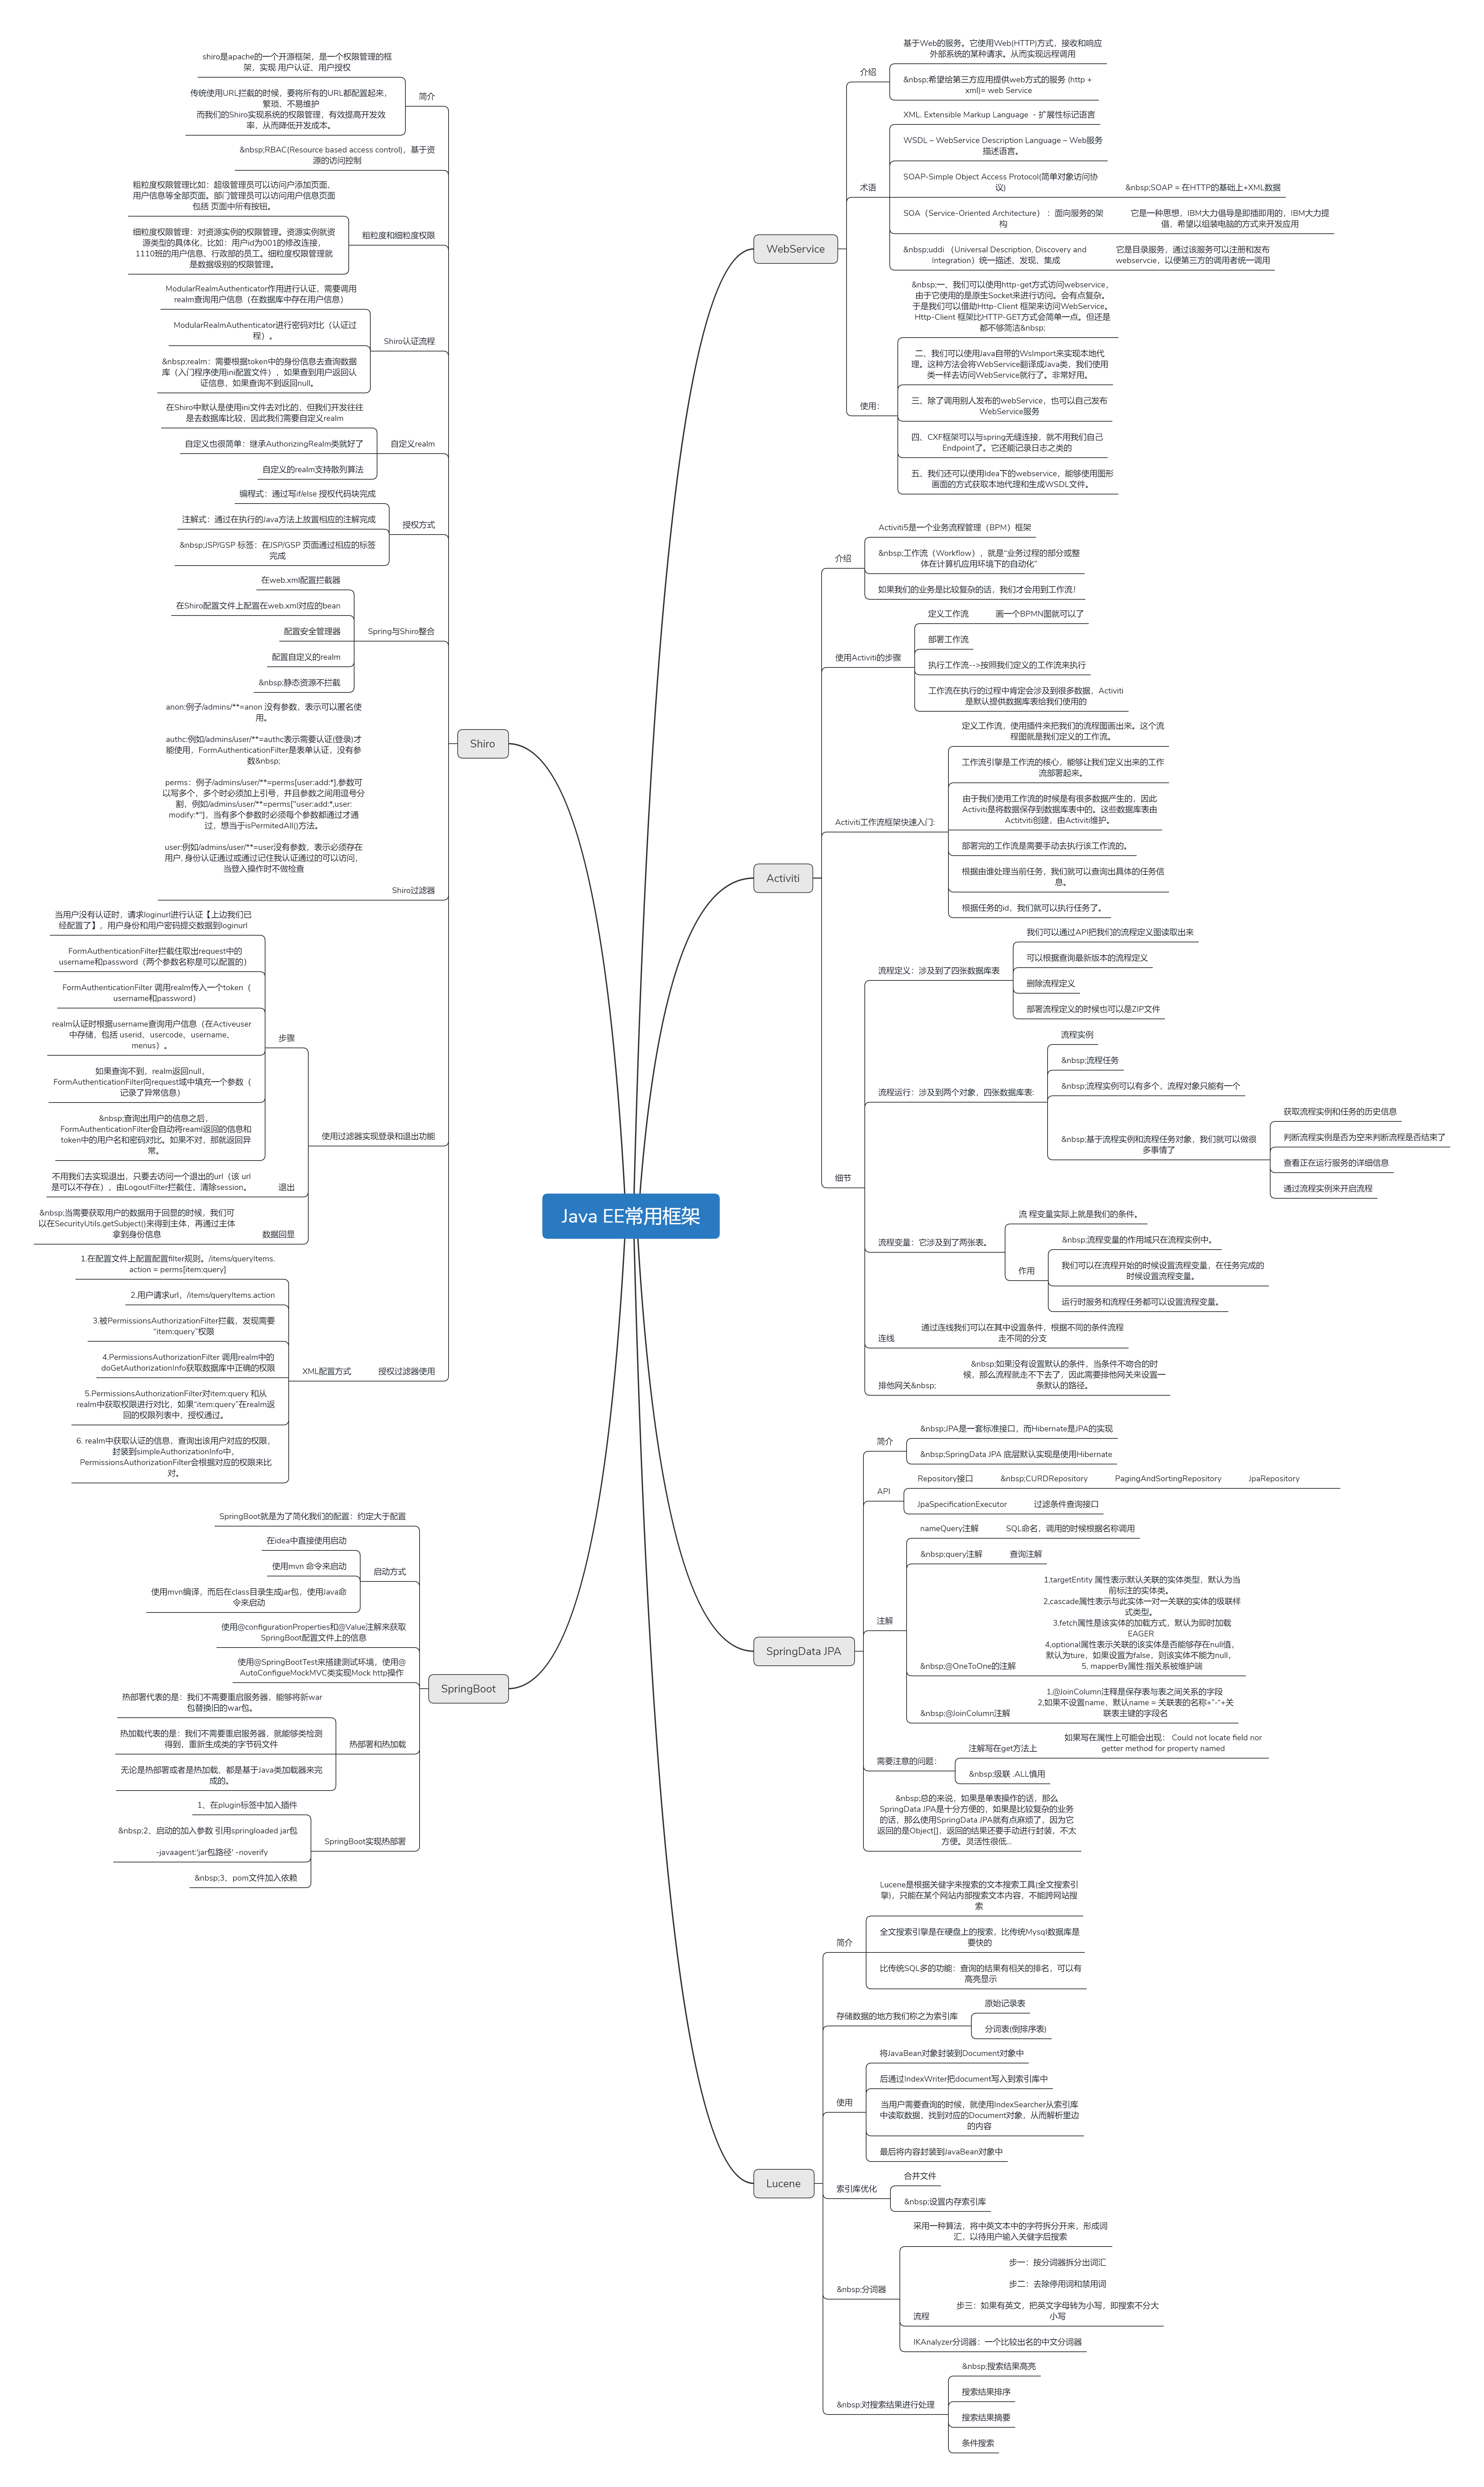 Java EE常用框架
WebService
介绍
基于Web的服务。它使用Web(HTTP)方式，接收和响应
外部系统的某种请求。从而实现远程调用
&nbsp;希望给第三方应用提供web方式的服务 (http +
xml)= web Service
术语
XML. Extensible Markup Language  - 扩展性标记语言
WSDL – WebService Description Language – Web服务
描述语言。
SOAP-Simple Object Access Protocol(简单对象访问协
议)
&nbsp;SOAP = 在HTTP的基础上+XML数据
SOA（Service-Oriented Architecture）：面向服务的架
构
它是一种思想，IBM大力倡导是即插即用的，IBM大力提
倡，希望以组装电脑的方式来开发应用
&nbsp;uddi （Universal Description, Discovery and
Integration）统一描述、发现、集成
它是目录服务，通过该服务可以注册和发布
webservcie，以便第三方的调用者统一调用
使用：
&nbsp;一、我们可以使用http-get方式访问webservice，
由于它使用的是原生Socket来进行访问。会有点复杂。
于是我们可以借助Http-Client 框架来访问WebService。
Http-Client 框架比HTTP-GET方式会简单一点。但还是
都不够简洁&nbsp;
二、我们可以使用Java自带的WsImport来实现本地代
理。这种方法会将WebService翻译成Java类，我们使用
类一样去访问WebService就行了。非常好用。
三、除了调用别人发布的webService，也可以自己发布
WebService服务
四、CXF框架可以与spring无缝连接，就不用我们自己
Endpoint了。它还能记录日志之类的
五、我们还可以使用Idea下的webservice，能够使用图形
画面的方式获取本地代理和生成WSDL文件。
Activiti
介绍
Activiti5是一个业务流程管理（BPM）框架
&nbsp;工作流（Workflow），就是“业务过程的部分或整
体在计算机应用环境下的自动化”
如果我们的业务是比较复杂的话，我们才会用到工作流！
使用Activiti的步骤
定义工作流
画一个BPMN图就可以了
部署工作流
执行工作流-->按照我们定义的工作流来执行
工作流在执行的过程中肯定会涉及到很多数据，Activiti
是默认提供数据库表给我们使用的
Activiti工作流框架快速入门:
定义工作流，使用插件来把我们的流程图画出来。这个流
程图就是我们定义的工作流。
工作流引擎是工作流的核心，能够让我们定义出来的工作
流部署起来。
由于我们使用工作流的时候是有很多数据产生的，因此
Activiti是将数据保存到数据库表中的。这些数据库表由
Actitviti创建，由Activiti维护。
部署完的工作流是需要手动去执行该工作流的。
根据由谁处理当前任务，我们就可以查询出具体的任务信
息。
根据任务的id，我们就可以执行任务了。
细节
流程定义：涉及到了四张数据库表
我们可以通过API把我们的流程定义图读取出来
可以根据查询最新版本的流程定义
删除流程定义
部署流程定义的时候也可以是ZIP文件
流程运行：涉及到两个对象，四张数据库表:
流程实例
&nbsp;流程任务
&nbsp;流程实例可以有多个，流程对象只能有一个
&nbsp;基于流程实例和流程任务对象，我们就可以做很
多事情了
获取流程实例和任务的历史信息
判断流程实例是否为空来判断流程是否结束了
查看正在运行服务的详细信息
通过流程实例来开启流程
流程变量：它涉及到了两张表。
流 程变量实际上就是我们的条件。
作用
&nbsp;流程变量的作用域只在流程实例中。
我们可以在流程开始的时候设置流程变量，在任务完成的
时候设置流程变量。
运行时服务和流程任务都可以设置流程变量。
连线
通过连线我们可以在其中设置条件，根据不同的条件流程
走不同的分支
排他网关&nbsp;
&nbsp;如果没有设置默认的条件，当条件不吻合的时
候，那么流程就走不下去了，因此需要排他网关来设置一
条默认的路径。
SpringData JPA
简介
&nbsp;JPA是一套标准接口，而Hibernate是JPA的实现
&nbsp;SpringData JPA 底层默认实现是使用Hibernate
API
Repository接口
&nbsp;CURDRepository
PagingAndSortingRepository
JpaRepository
JpaSpecificationExecutor
过滤条件查询接口
注解
nameQuery注解
SQL命名，调用的时候根据名称调用
&nbsp;query注解
查询注解
&nbsp;@OneToOne的注解
1,targetEntity 属性表示默认关联的实体类型，默认为当
前标注的实体类。
2,cascade属性表示与此实体一对一关联的实体的级联样
式类型。
3,fetch属性是该实体的加载方式，默认为即时加载
EAGER
4,optional属性表示关联的该实体是否能够存在null值，
默认为ture，如果设置为false，则该实体不能为null，
5, mapperBy属性:指关系被维护端
&nbsp;@JoinColumn注解
1,@JoinColumn注释是保存表与表之间关系的字段
2,如果不设置name，默认name = 关联表的名称+”-“+关
联表主键的字段名
需要注意的问题：
注解写在get方法上
如果写在属性上可能会出现： Could not locate field nor
getter method for property named
&nbsp;级联 .ALL慎用
&nbsp;总的来说，如果是单表操作的话，那么
SpringData JPA是十分方便的，如果是比较复杂的业务
的话，那么使用SpringData JPA就有点麻烦了，因为它
返回的是Object[]，返回的结果还要手动进行封装，不太
方便。灵活性很低...
Lucene
简介
Lucene是根据关健字来搜索的文本搜索工具(全文搜索引
擎)，只能在某个网站内部搜索文本内容，不能跨网站搜
索
全文搜索引擎是在硬盘上的搜索，比传统Mysql数据库是
要快的
比传统SQL多的功能：查询的结果有相关的排名，可以有
高亮显示
存储数据的地方我们称之为索引库
原始记录表
分词表(倒排序表)
使用
将JavaBean对象封装到Document对象中
后通过IndexWriter把document写入到索引库中
当用户需要查询的时候，就使用IndexSearcher从索引库
中读取数据，找到对应的Document对象，从而解析里边
的内容
最后将内容封装到JavaBean对象中
索引库优化
合并文件
&nbsp;设置内存索引库
&nbsp;分词器
采用一种算法，将中英文本中的字符拆分开来，形成词
汇，以待用户输入关健字后搜索
流程
步一：按分词器拆分出词汇
步二：去除停用词和禁用词
步三：如果有英文，把英文字母转为小写，即搜索不分大
小写
IKAnalyzer分词器：一个比较出名的中文分词器
&nbsp;对搜索结果进行处理
&nbsp;搜索结果高亮
搜索结果排序
搜索结果摘要
条件搜索
Shiro
简介
shiro是apache的一个开源框架，是一个权限管理的框
架，实现 用户认证、用户授权
传统使用URL拦截的时候，要将所有的URL都配置起来，
繁琐、不易维护
而我们的Shiro实现系统的权限管理，有效提高开发效
率，从而降低开发成本。
&nbsp;RBAC(Resource based access control)，基于资
源的访问控制
粗粒度和细粒度权限
粗粒度权限管理比如：超级管理员可以访问户添加页面，
用户信息等全部页面。部门管理员可以访问用户信息页面
包括 页面中所有按钮。
细粒度权限管理：对资源实例的权限管理。资源实例就资
源类型的具体化，比如：用户id为001的修改连接，
1110班的用户信息、行政部的员工。细粒度权限管理就
是数据级别的权限管理。
Shiro认证流程
ModularRealmAuthenticator作用进行认证，需要调用
realm查询用户信息（在数据库中存在用户信息）
ModularRealmAuthenticator进行密码对比（认证过
程）。
&nbsp;realm：需要根据token中的身份信息去查询数据
库（入门程序使用ini配置文件），如果查到用户返回认
证信息，如果查询不到返回null。
自定义realm
在Shiro中默认是使用ini文件去对比的，但我们开发往往
是去数据库比较，因此我们需要自定义realm
自定义也很简单：继承AuthorizingRealm类就好了
自定义的realm支持散列算法
授权方式
编程式：通过写if/else 授权代码块完成
注解式：通过在执行的Java方法上放置相应的注解完成
&nbsp;JSP/GSP 标签：在JSP/GSP 页面通过相应的标签
完成
Spring与Shiro整合
在web.xml配置拦截器
在Shiro配置文件上配置在web.xml对应的bean
配置安全管理器
配置自定义的realm
&nbsp;静态资源不拦截
Shiro过滤器
anon:例子/admins/**=anon 没有参数，表示可以匿名使
用。
authc:例如/admins/user/**=authc表示需要认证(登录)才
能使用，FormAuthenticationFilter是表单认证，没有参
数&nbsp;
perms：例子/admins/user/**=perms[user:add:*],参数可
以写多个，多个时必须加上引号，并且参数之间用逗号分
割，例如/admins/user/**=perms["user:add:*,user:
modify:*"]，当有多个参数时必须每个参数都通过才通
过，想当于isPermitedAll()方法。
user:例如/admins/user/**=user没有参数，表示必须存在
用户, 身份认证通过或通过记住我认证通过的可以访问，
当登入操作时不做检查
使用过滤器实现登录和退出功能
步骤
当用户没有认证时，请求loginurl进行认证【上边我们已
经配置了】，用户身份和用户密码提交数据到loginurl
FormAuthenticationFilter拦截住取出request中的
username和password（两个参数名称是可以配置的）
FormAuthenticationFilter 调用realm传入一个token（
username和password）
realm认证时根据username查询用户信息（在Activeuser
中存储，包括 userid、usercode、username、
menus）。
如果查询不到，realm返回null，
FormAuthenticationFilter向request域中填充一个参数（
记录了异常信息）
&nbsp;查询出用户的信息之后，
FormAuthenticationFilter会自动将reaml返回的信息和
token中的用户名和密码对比。如果不对，那就返回异
常。
退出
不用我们去实现退出，只要去访问一个退出的url（该 url
是可以不存在），由LogoutFilter拦截住，清除session。
数据回显
&nbsp;当需要获取用户的数据用于回显的时候，我们可
以在SecurityUtils.getSubject()来得到主体，再通过主体
拿到身份信息
授权过滤器使用
XML配置方式
1.在配置文件上配置配置filter规则。/items/queryItems.
action = perms[item:query]
2.用户请求url，/items/queryItems.action
3.被PermissionsAuthorizationFilter拦截，发现需要
“item:query”权限
4.PermissionsAuthorizationFilter 调用realm中的
doGetAuthorizationInfo获取数据库中正确的权限
5.PermissionsAuthorizationFilter对item:query 和从
realm中获取权限进行对比，如果“item:query”在realm返
回的权限列表中，授权通过。
6. realm中获取认证的信息，查询出该用户对应的权限，
封装到simpleAuthorizationInfo中，
PermissionsAuthorizationFilter会根据对应的权限来比
对。
SpringBoot
SpringBoot就是为了简化我们的配置：约定大于配置
启动方式
在idea中直接使用启动
使用mvn 命令来启动
使用mvn编译，而后在class目录生成jar包，使用Java命
令来启动
使用@configurationProperties和@Value注解来获取
SpringBoot配置文件上的信息
使用@SpringBootTest来搭建测试环境，使用@
AutoConfigueMockMVC类实现Mock http操作
热部署和热加载
热部署代表的是：我们不需要重启服务器，能够将新war
包替换旧的war包。
热加载代表的是：我们不需要重启服务器，就能够类检测
得到，重新生成类的字节码文件
无论是热部署或者是热加载、都是基于Java类加载器来完
成的。
SpringBoot实现热部署
1、在plugin标签中加入插件
&nbsp;2、启动的加入参数 引用springloaded jar包
-javaagent:'jar包路径' -noverify
&nbsp;3、pom文件加入依赖